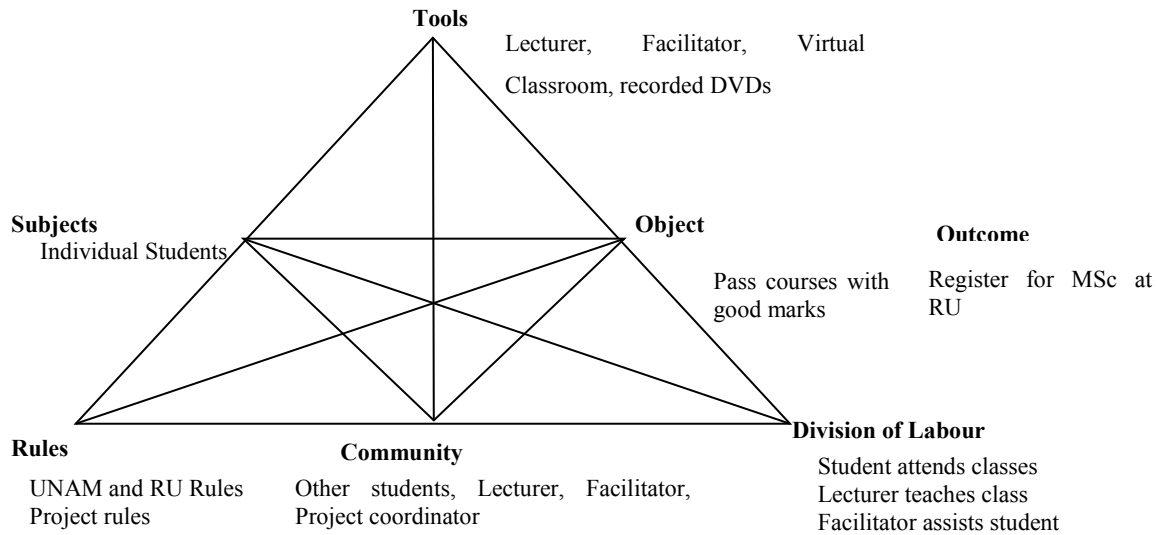 Tools
Lecturer, Facilitator, Virtual
Classroom, recorded DVDs
Subjects
Individual Students
Object
Outcome
Pass courses with
good marks
Register for MSc at
RU
Rules
UNAM and RU Rules
Project rules
Community
Other students, Lecturer, Facilitator,
Project coordinator
Division of Labour
Student attends classes
Lecturer teaches class
Facilitator assists student